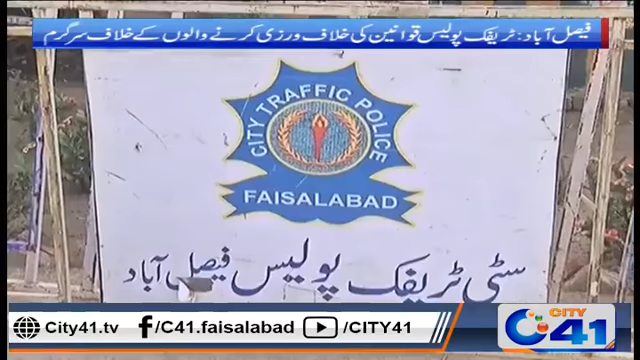 فیصل آباد: ٹریفک پولیس قوانین کی خلاف ورزی کرنے والوں کے خلاف سرگرم
CITY TRAFFIC POLICE
FAISALABAD
سٹی ٹریفک پولیس فیصل آباد
City41.tv /C41.faisalabad /CITY41
CITY
C41